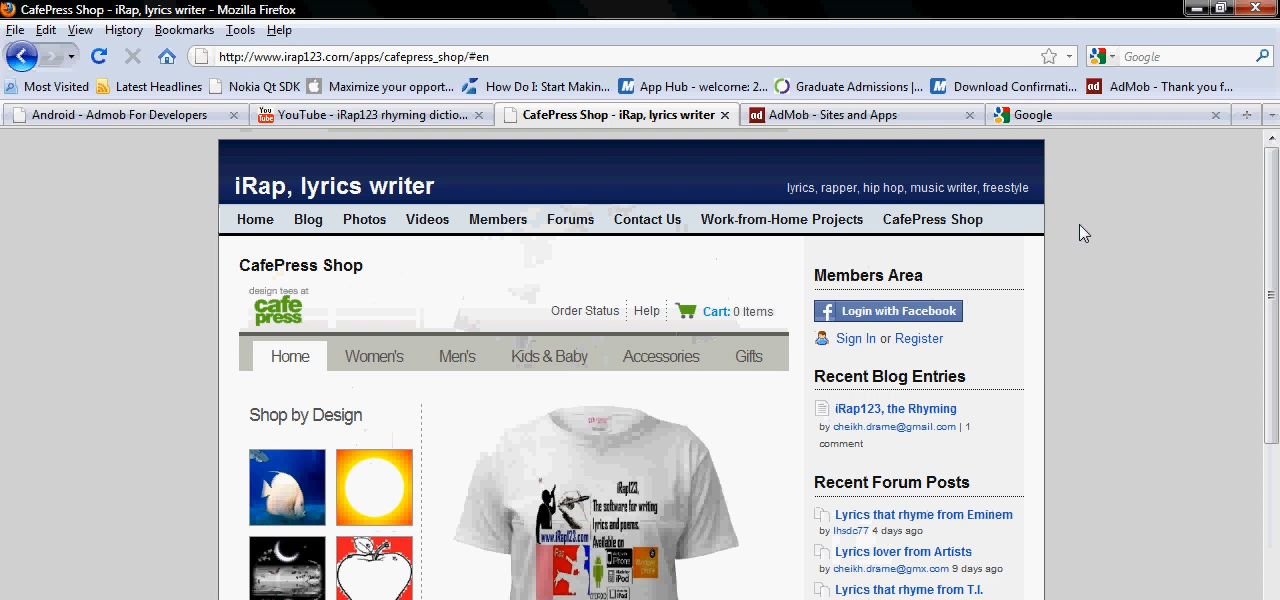 CafePress Shop - iRap, lyrics writer - Mozilla Firefox
File Edit View History Bookmarks Tools Help
http://www.irap123.com/apps/cafepress_shop/#en
Google
Most Visited Latest Headlines Nokia Qt SDK Maximize your opport... How Do I: Start Makin... App Hub - welcome: 2... Graduate Admissions |... Download Confirmati... AdMob - Thank you f...
Android - Admob For Developers YouTube - iRap123 rhyming dictio... CafePress Shop - iRap, lyrics writer AdMob - Sites and Apps Google
iRap, lyrics writer
lyrics, rapper, hip hop, music writer, freestyle
Home Blog Photos Videos Members Forums Contact Us Work-from-Home Projects CafePress Shop
CafePress Shop
design tees at
cafe
press
Order Status Help Cart: 0 Items
Home Women's Men's Kids & Baby Accessories Gifts
Shop by Design
iRap123,
The software for writing
lyrics and poems.
Available on
www.iRap123.com
Members Area
Login with Facebook
Sign In or Register
Recent Blog Entries
iRap123, the Rhyming
by cheikh.drame@gmail.com | 1
comment
Recent Forum Posts
Lyrics that rhyme from Eminem
by lhsdc77 4 days ago
Lyrics lover from Artists
by cheikh.drame@gmx.com 9 days ago
Lyrics that rhyme from T.I.